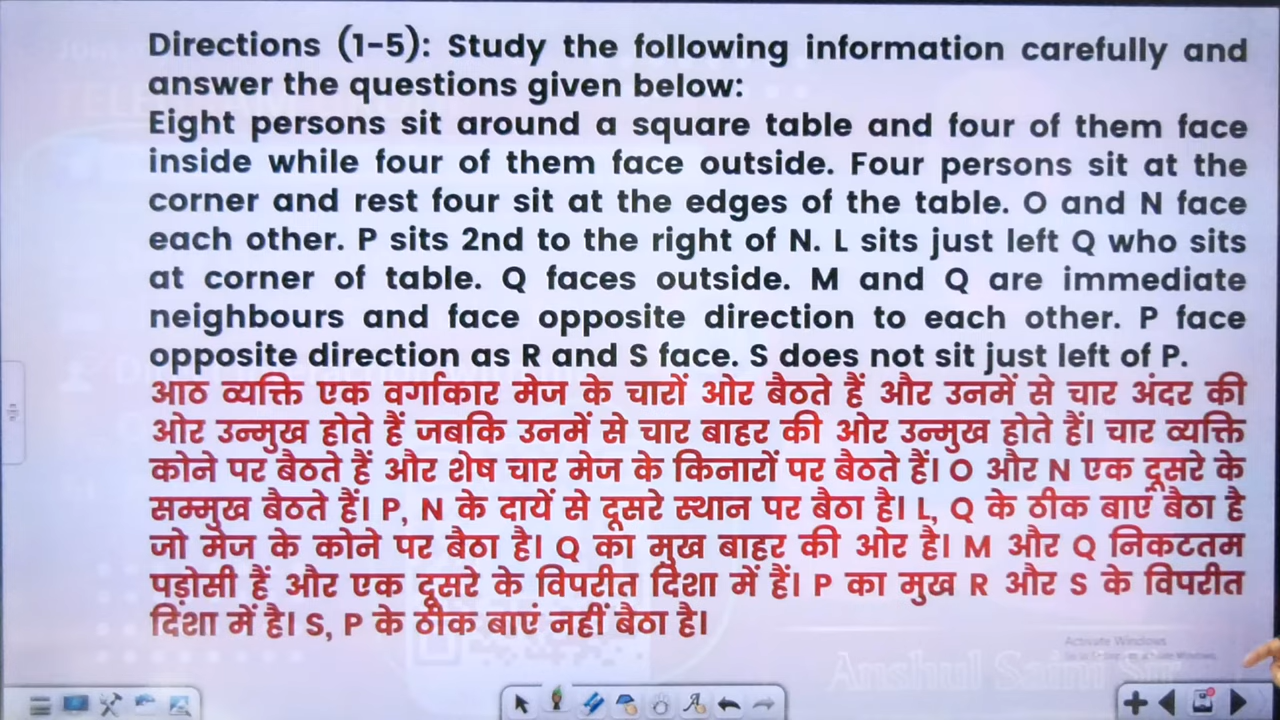 Directions (1-5): Study the following information carefully and
answer the questions given below:
Eight persons sit around a square table and four of them face
inside while four of them face outside. Four persons sit at the
corner and rest four sit at the edges of the table. O and N face
each other. P sits 2nd to the right of N. L sits just left Q who sits
at corner of table. Q faces outside. M and Q are immediate
neighbours and face opposite direction to each other. P face
opposite direction as R and S face. S does not sit just left of P.
आठ व्यक्ति एक वर्गाकार मेज के चारों ओर बैठते हैं और उनमें से चार अंदर की
ओर उन्मुख होते हैं जबकि उनमें से चार बाहर की ओर उन्मुख होते हैं। चार व्यक्ति
कोने पर बैठते हैं और शेष चार मेज के किनारों पर बैठते हैं। O और N एक दूसरे के
सम्मुख बैठते हैं। P, N के दायें से दूसरे स्थान पर बैठा है। L, Q के ठीक बाएं बैठा है
जो मेज के कोने पर बैठा है। Q का मुख बाहर की ओर है। M और Q निकटतम
पड़ोसी हैं और एक दूसरे के विपरीत दिशा में हैं। P का मुख R और S के विपरीत
दिशा में है। S, P के ठीक बाएं नहीं बैठा है।
Activate Windows
Anshul Saini Sir